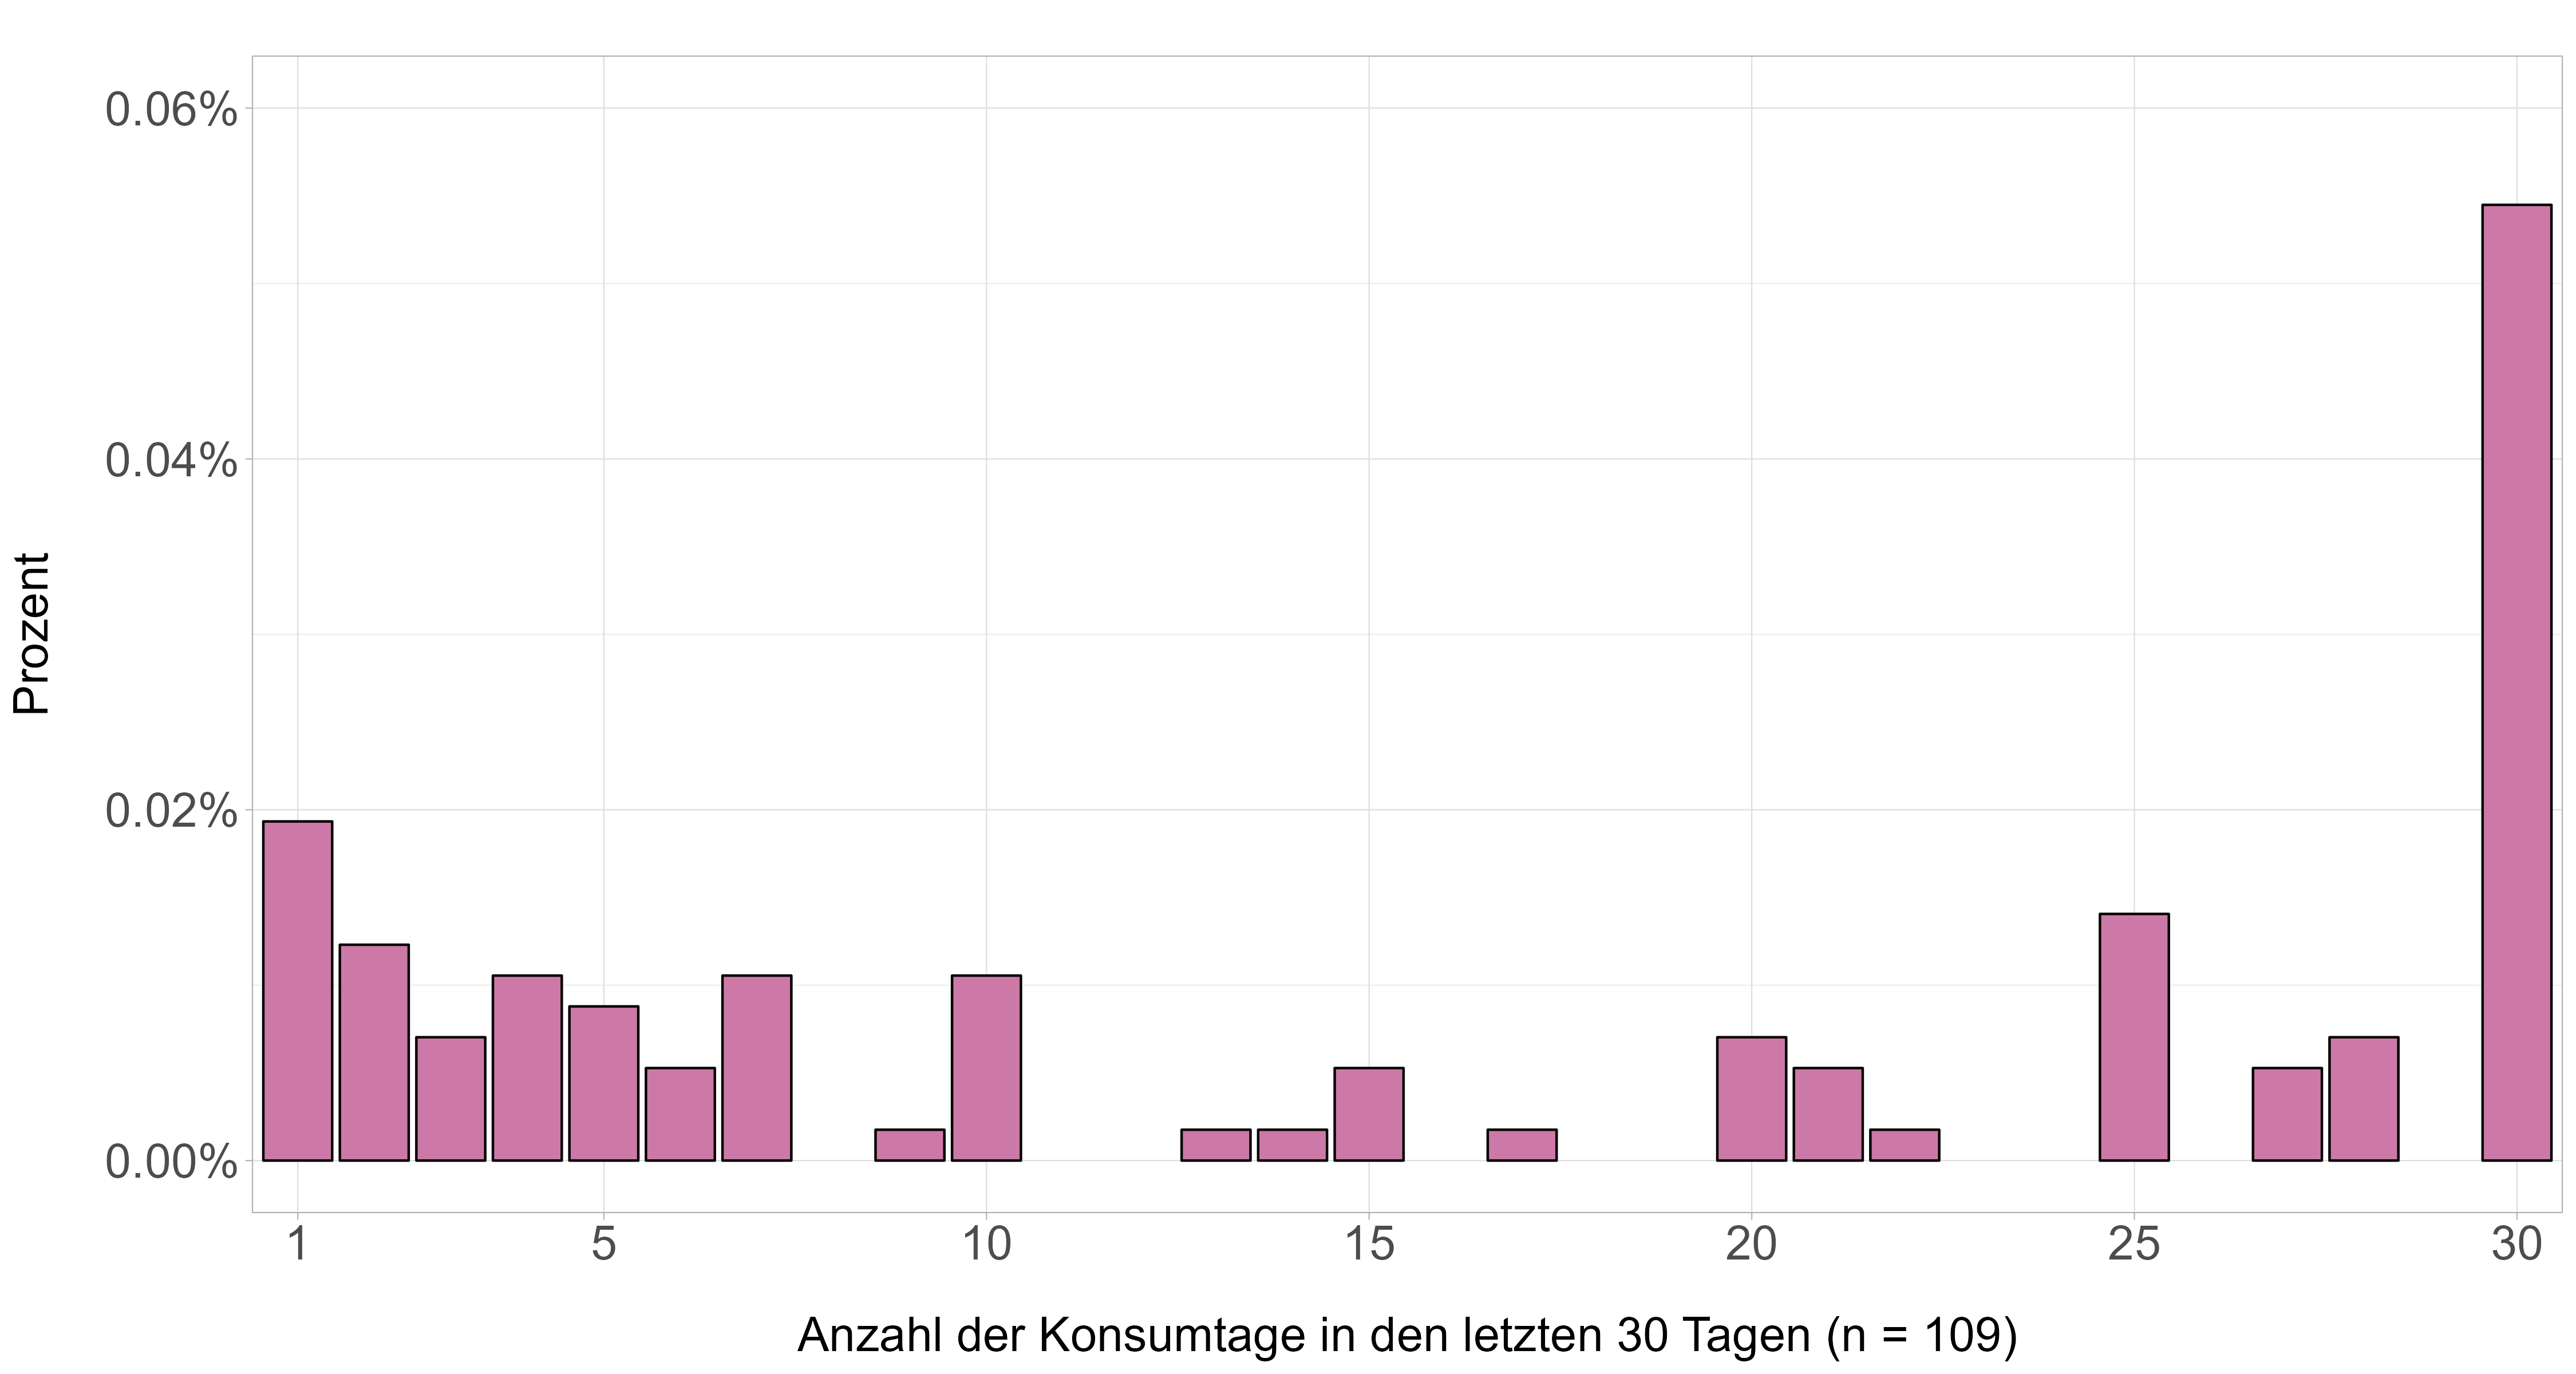 0.06%
0.04%
0.02%
0.00%
Prozent
1 5 10 15 20 25 30
Anzahl der Konsumtage in den letzten 30 Tagen (n = 109)